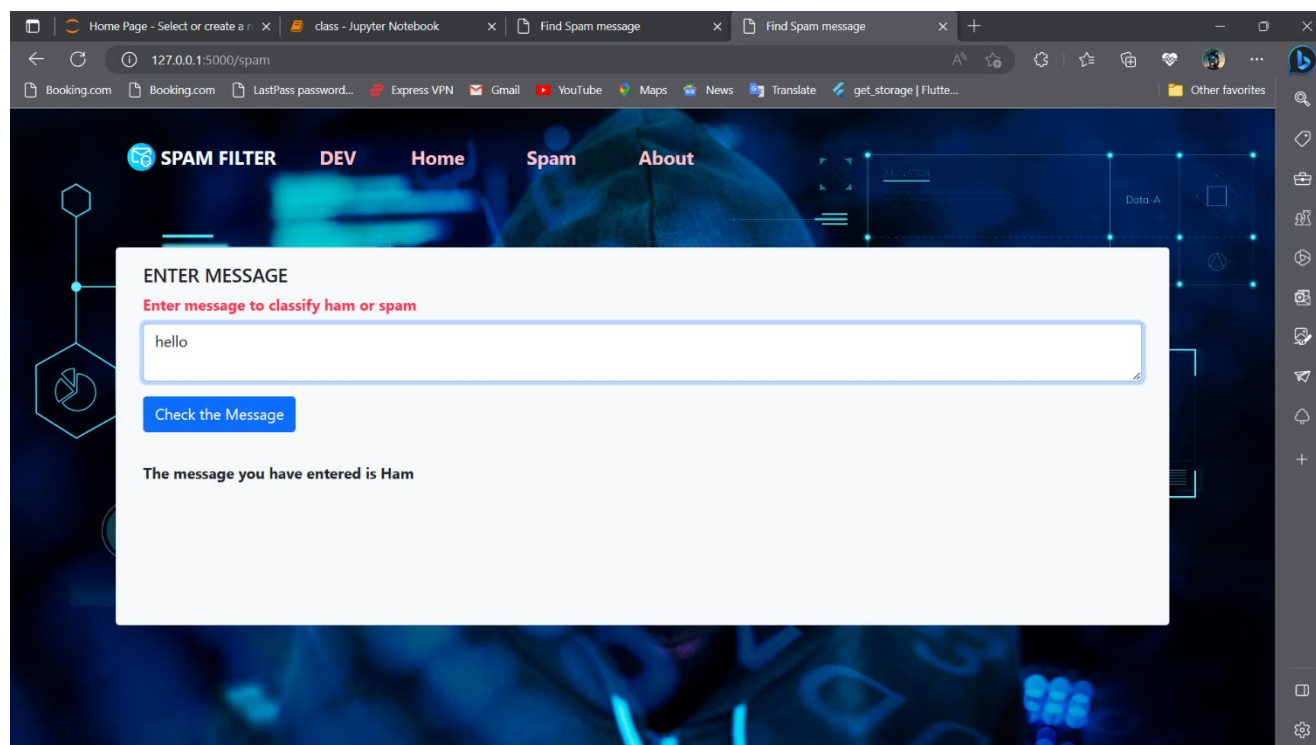 Home Page - Select or create a n
class - Jupyter Notebook
Find Spam message
Find Spam message
127.0.0.1:5000/spam
Booking.com
Booking.com
LastPass password...
Express VPN
Gmail
YouTube
Maps
News
Translate
get_storage | Flutte...
Other favorites
SPAM FILTER
DEV
Home
Spam
About
Data-A
ENTER MESSAGE
Enter message to classify ham or spam
hello
Check the Message
The message you have entered is Ham